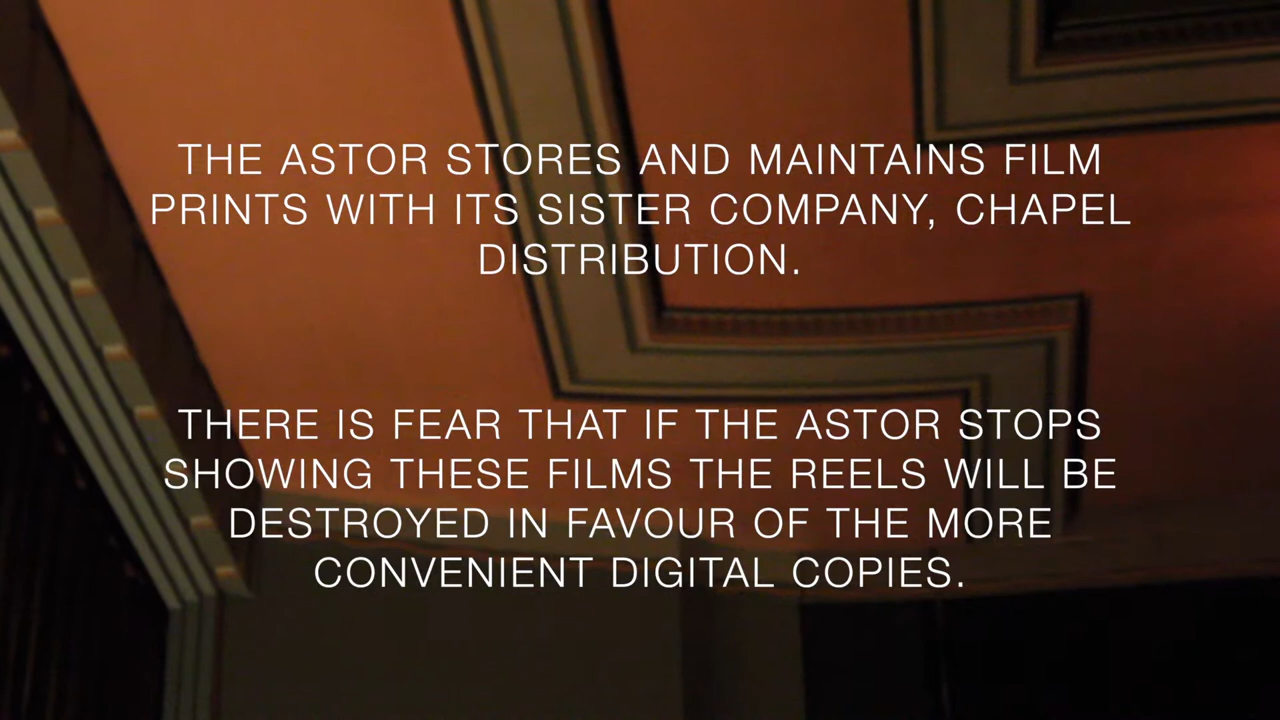 THE ASTOR STORES AND MAINTAINS FILM
PRINTS WITH ITS SISTER COMPANY, CHAPEL
DISTRIBUTION.
THERE IS FEAR THAT IF THE ASTOR STOPS
SHOWING THESE FILMS THE REELS WILL BE
DESTROYED IN FAVOUR OF THE MORE
CONVENIENT DIGITAL COPIES.